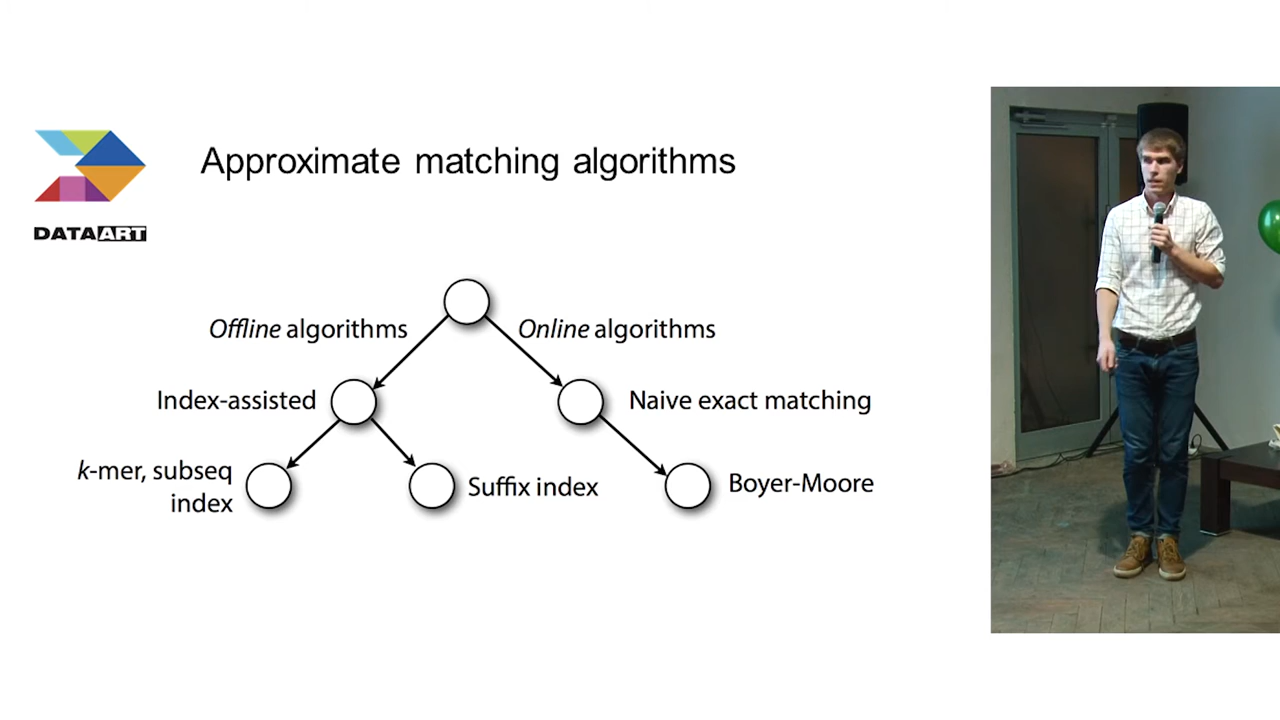 Approximate matching algorithms
DATAART
Offline algorithms
Online algorithms
Index-assisted
Naive exact matching
k-mer, subseq
index
Suffix index
Boyer-Moore